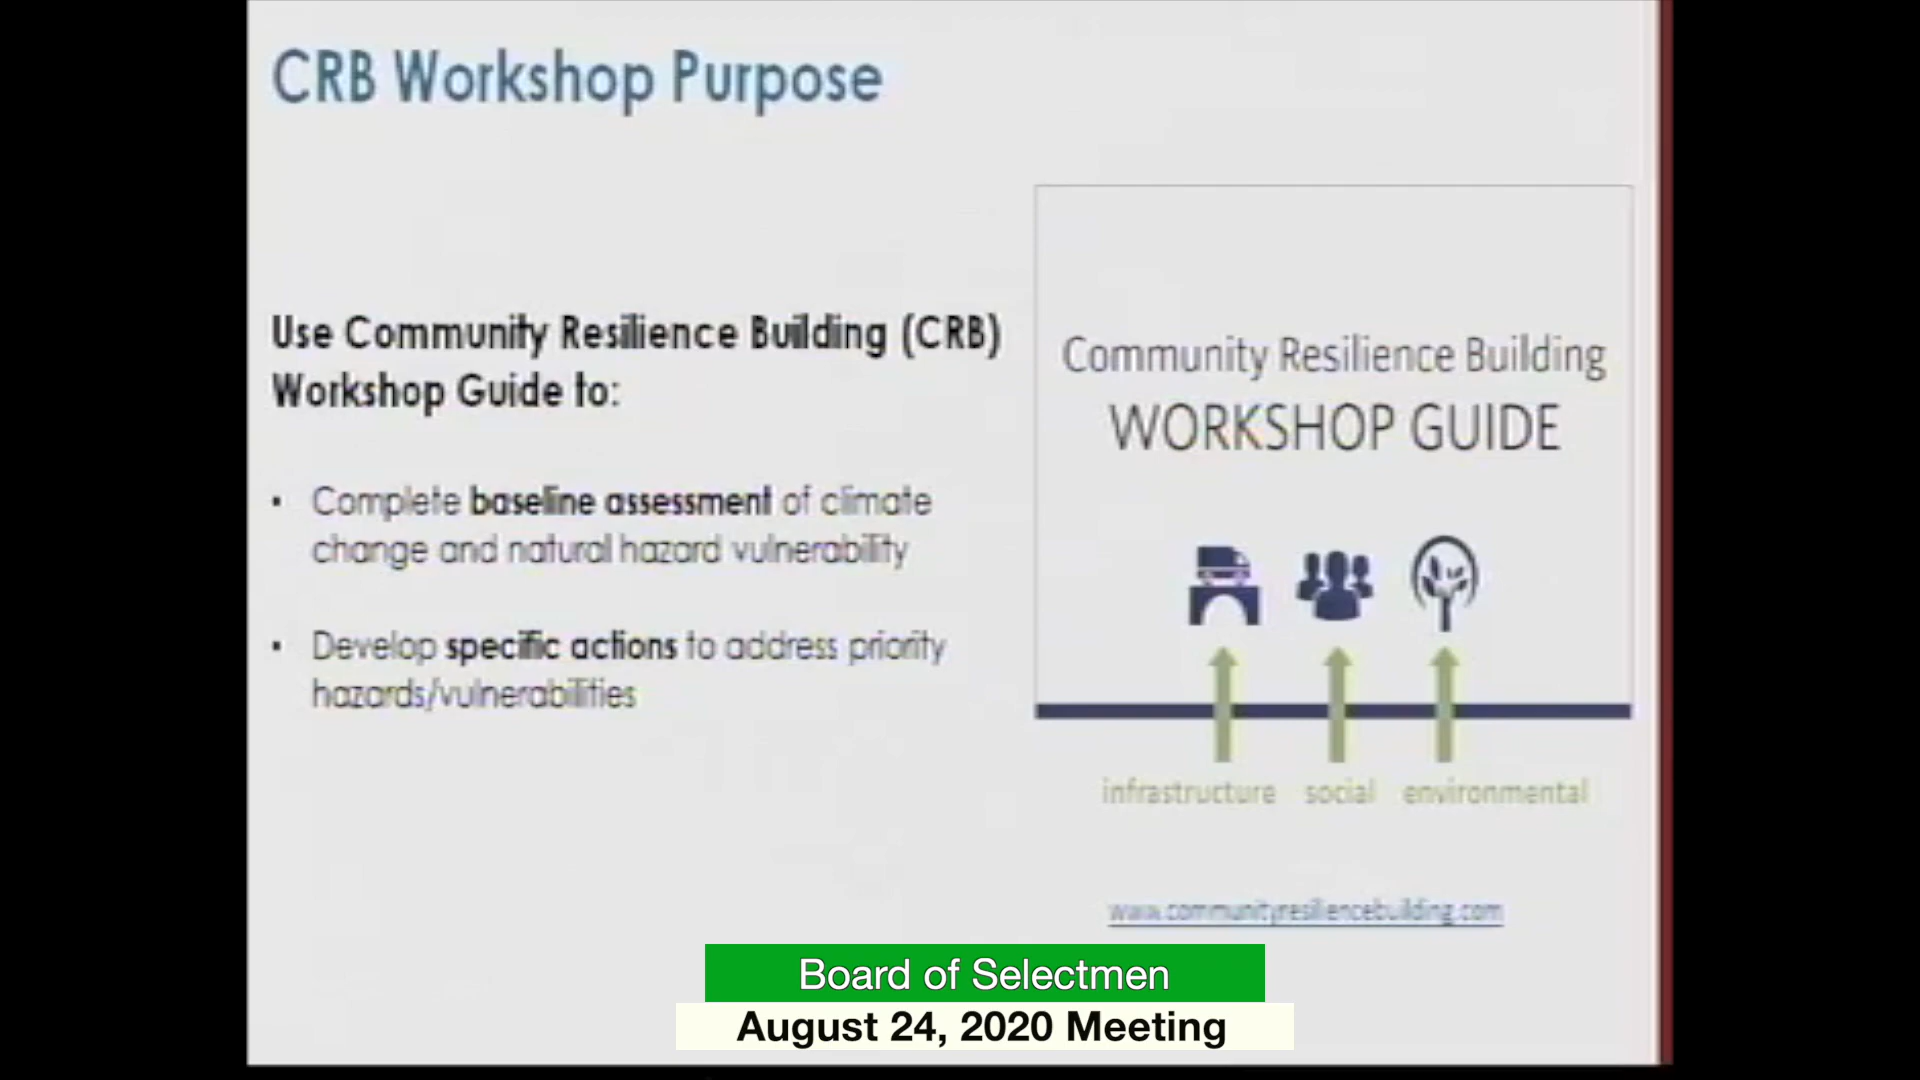 CRB Workshop Purpose
Use Community Resilience Building (CRB)
Workshop Guide to:
• Complete baseline assessment of climate
change and natural hazard vulnerability
• Develop specific actions to address priority
hazards/vulnerabilities
Community Resilience Building
WORKSHOP GUIDE
infrastructure social environmental
www.communityresiliencebuilding.com
Board of Selectmen
August 24, 2020 Meeting